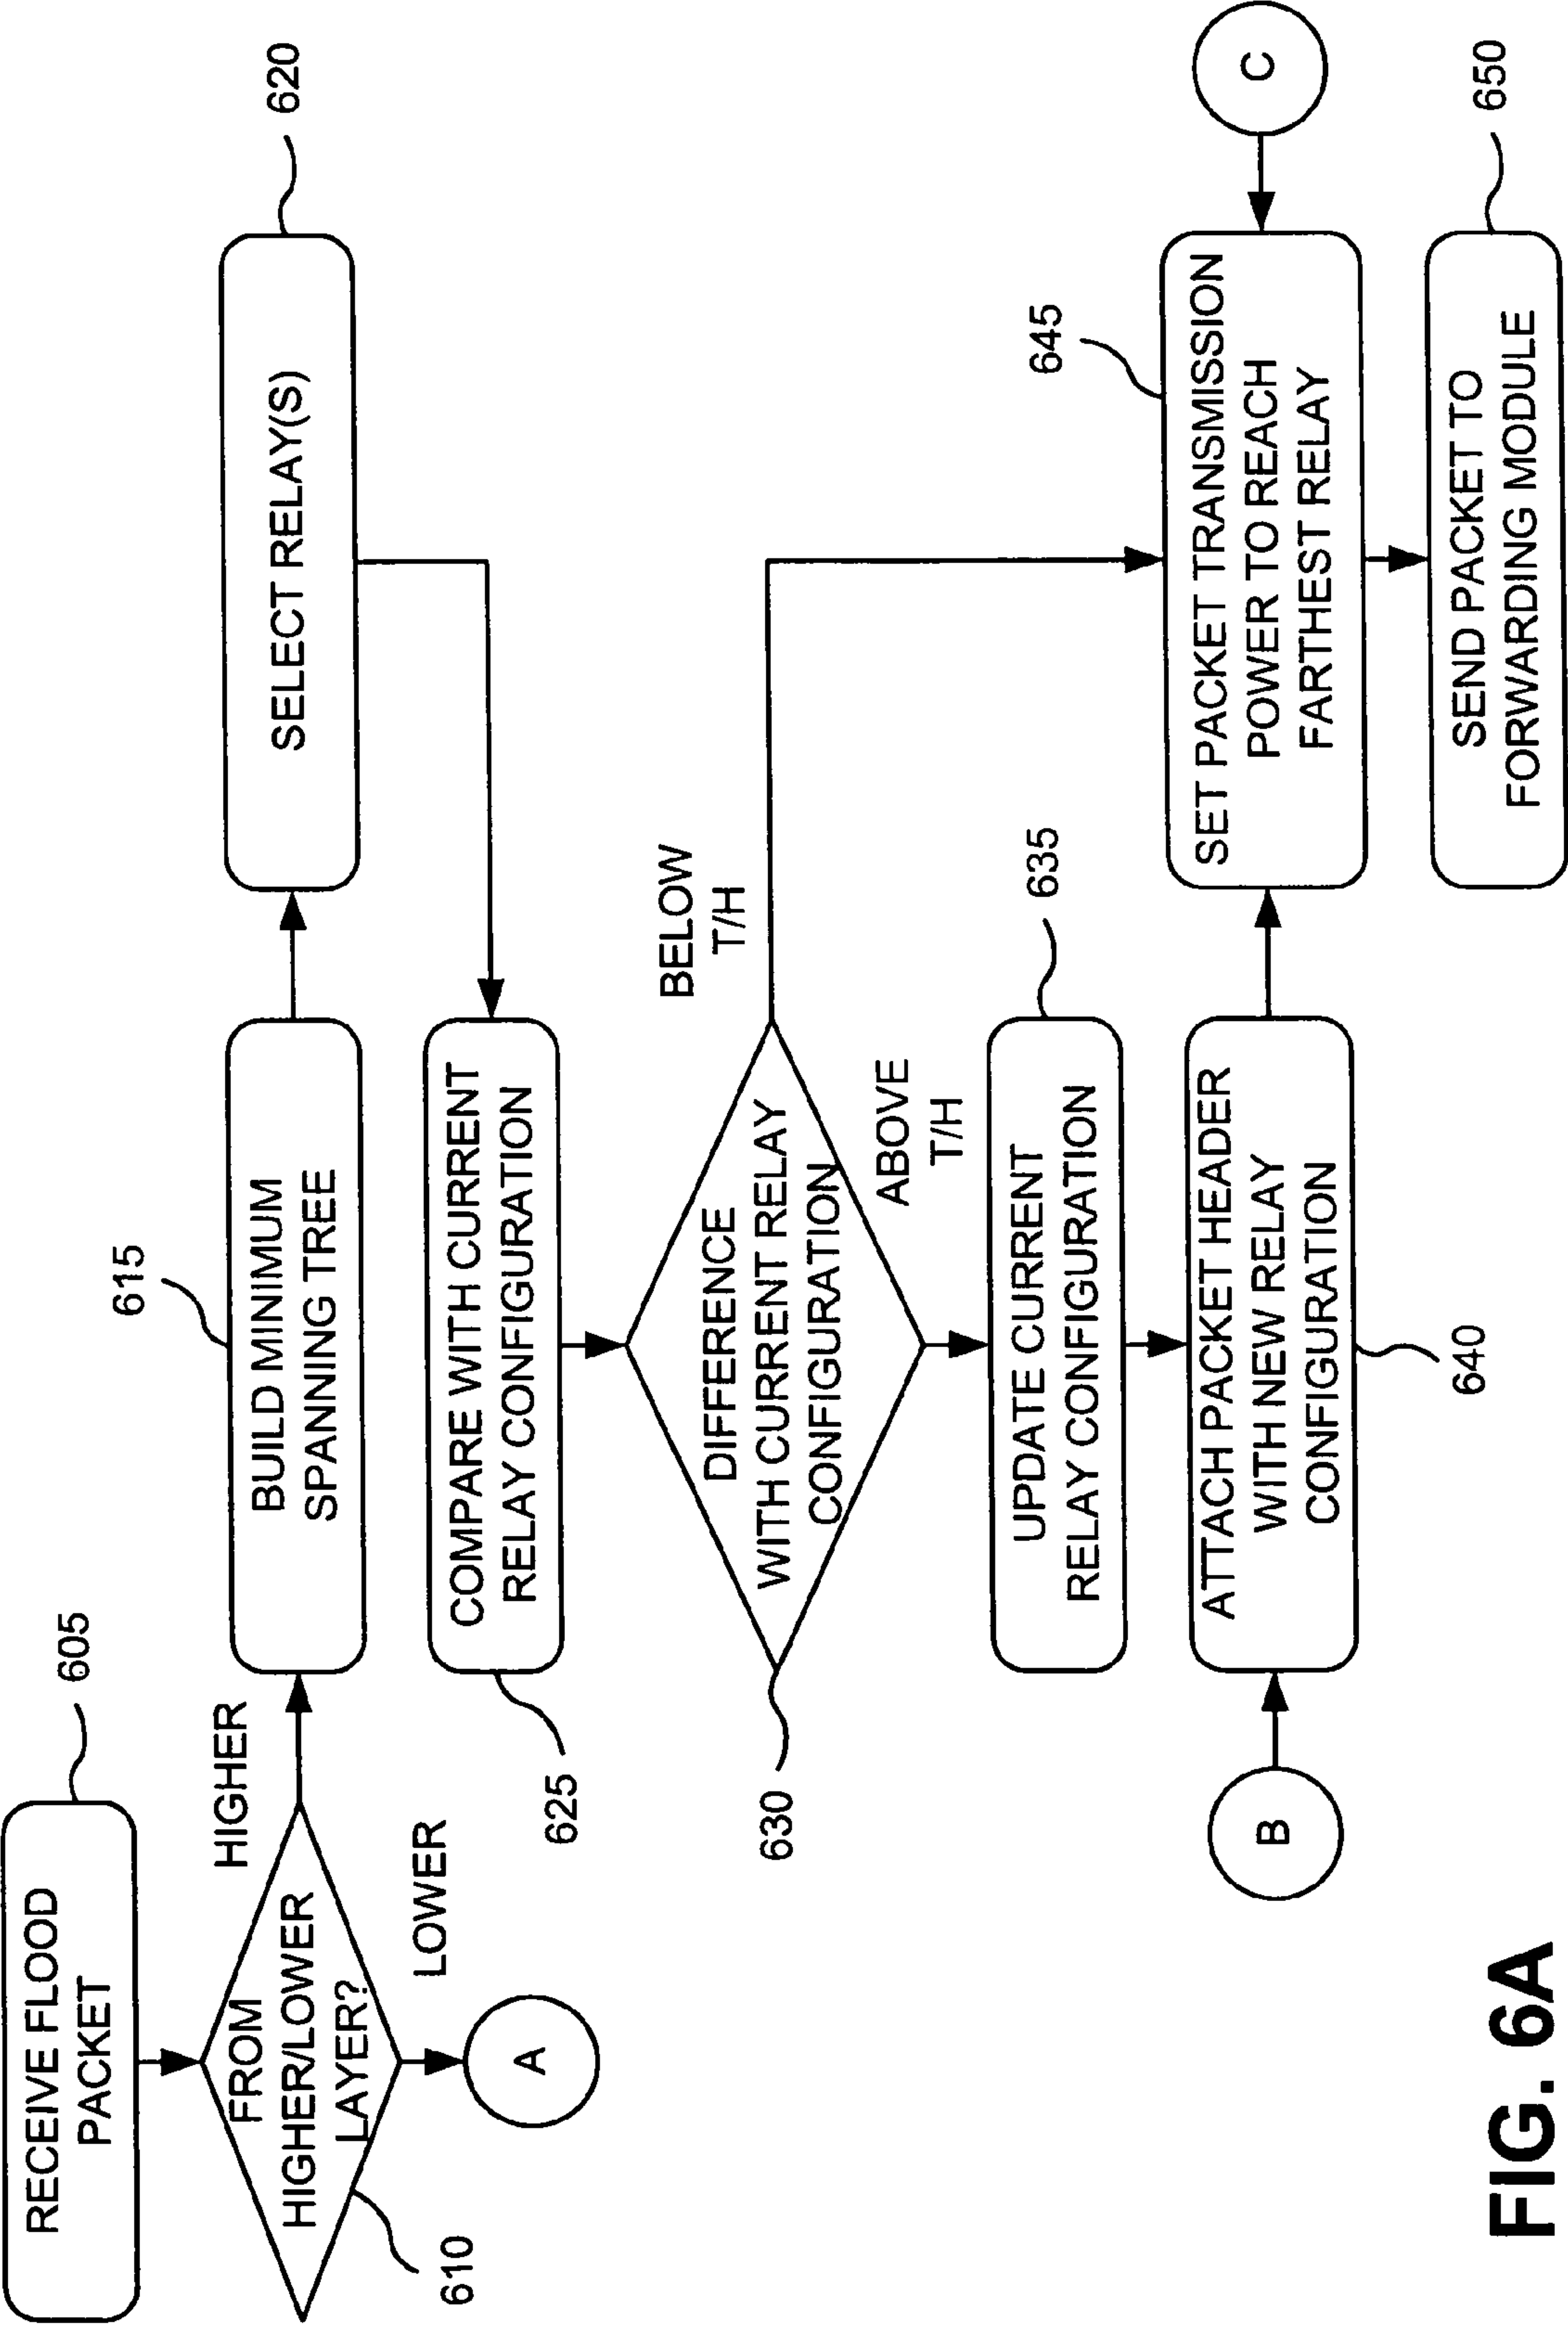 RECEIVE FLOOD
PACKET
605
FROM
HIGHER/LOWER
LAYER?
610
HIGHER
LOWER
A
BUILD MINIMUM
SPANNING TREE
615
SELECT RELAY(S)
620
COMPARE WITH CURRENT
RELAY CONFIGURATION
625
DIFFERENCE
WITH CURRENT RELAY
CONFIGURATION
630
BELOW
T/H
ABOVE
T/H
UPDATE CURRENT
RELAY CONFIGURATION
635
B
ATTACH PACKET HEADER
WITH NEW RELAY
CONFIGURATION
640
SET PACKET TRANSMISSION
POWER TO REACH
FARTHEST RELAY
645
C
SEND PACKET TO
FORWARDING MODULE
650
FIG. 6A